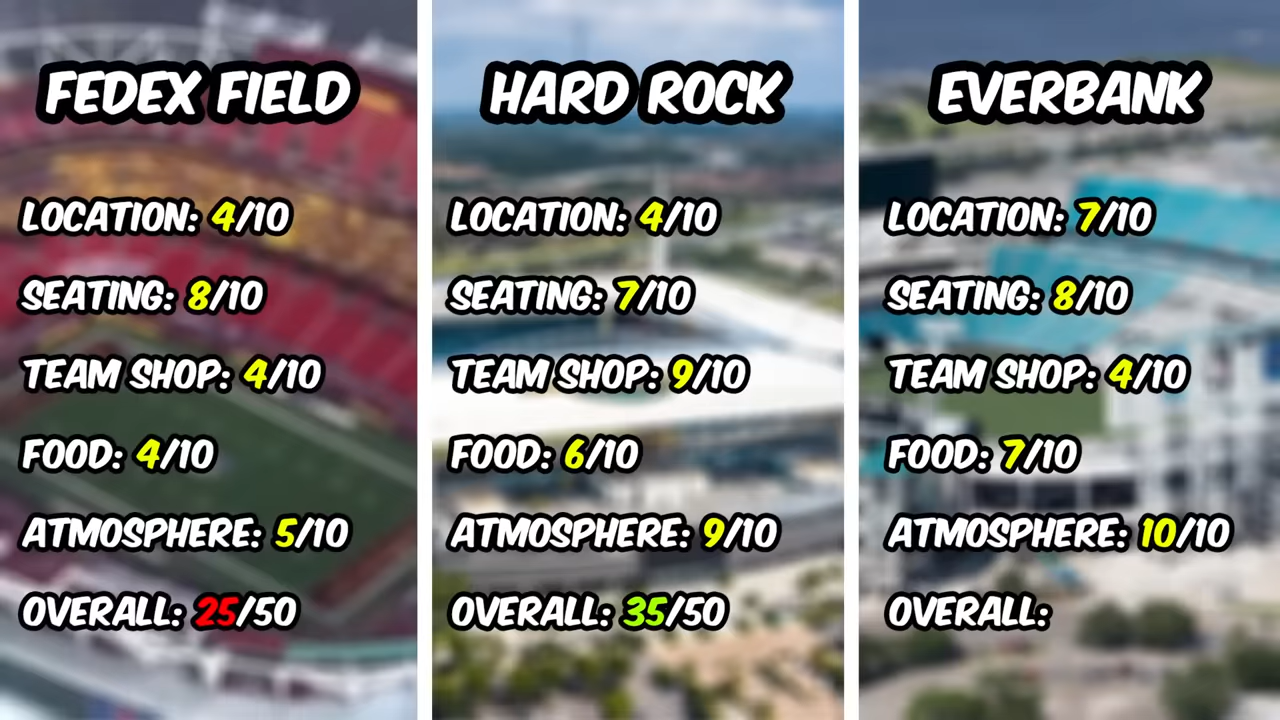 FEDEX FIELD
LOCATION: 4/10
SEATING: 8/10
TEAM SHOP: 4/10
FOOD: 4/10
ATMOSPHERE: 5/10
OVERALL: 25/50
HARD ROCK
LOCATION: 4/10
SEATING: 7/10
TEAM SHOP: 9/10
FOOD: 6/10
ATMOSPHERE: 9/10
OVERALL: 35/50
EVERBANK
LOCATION: 7/10
SEATING: 8/10
TEAM SHOP: 4/10
FOOD: 7/10
ATMOSPHERE: 10/10
OVERALL: